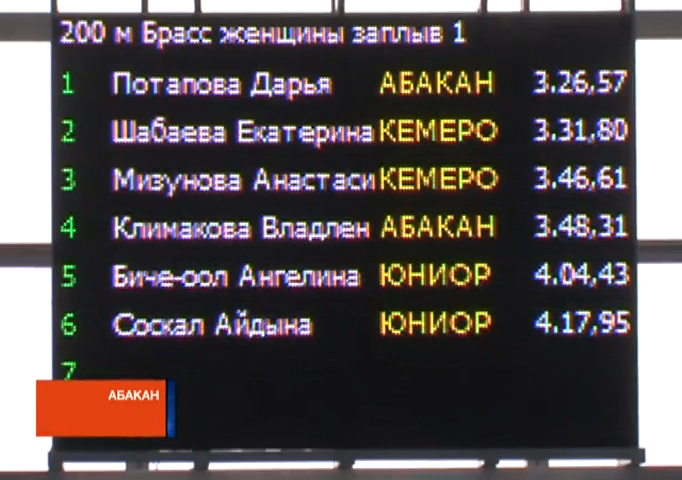 200 м Брасс женщины заплыв 1
1 Потапова Дарья АБАКАН 3.26,57
2 Шабаева Екатерина КЕМЕРО 3.31,80
3 Мизунова Анастаси КЕМЕРО 3.46,61
4 Климакова Владлен АБАКАН 3.48,31
5 Биче-оол Ангелина ЮНИОР 4.04,43
6 Соскал Айдына ЮНИОР 4.17,95
7
АБАКАН